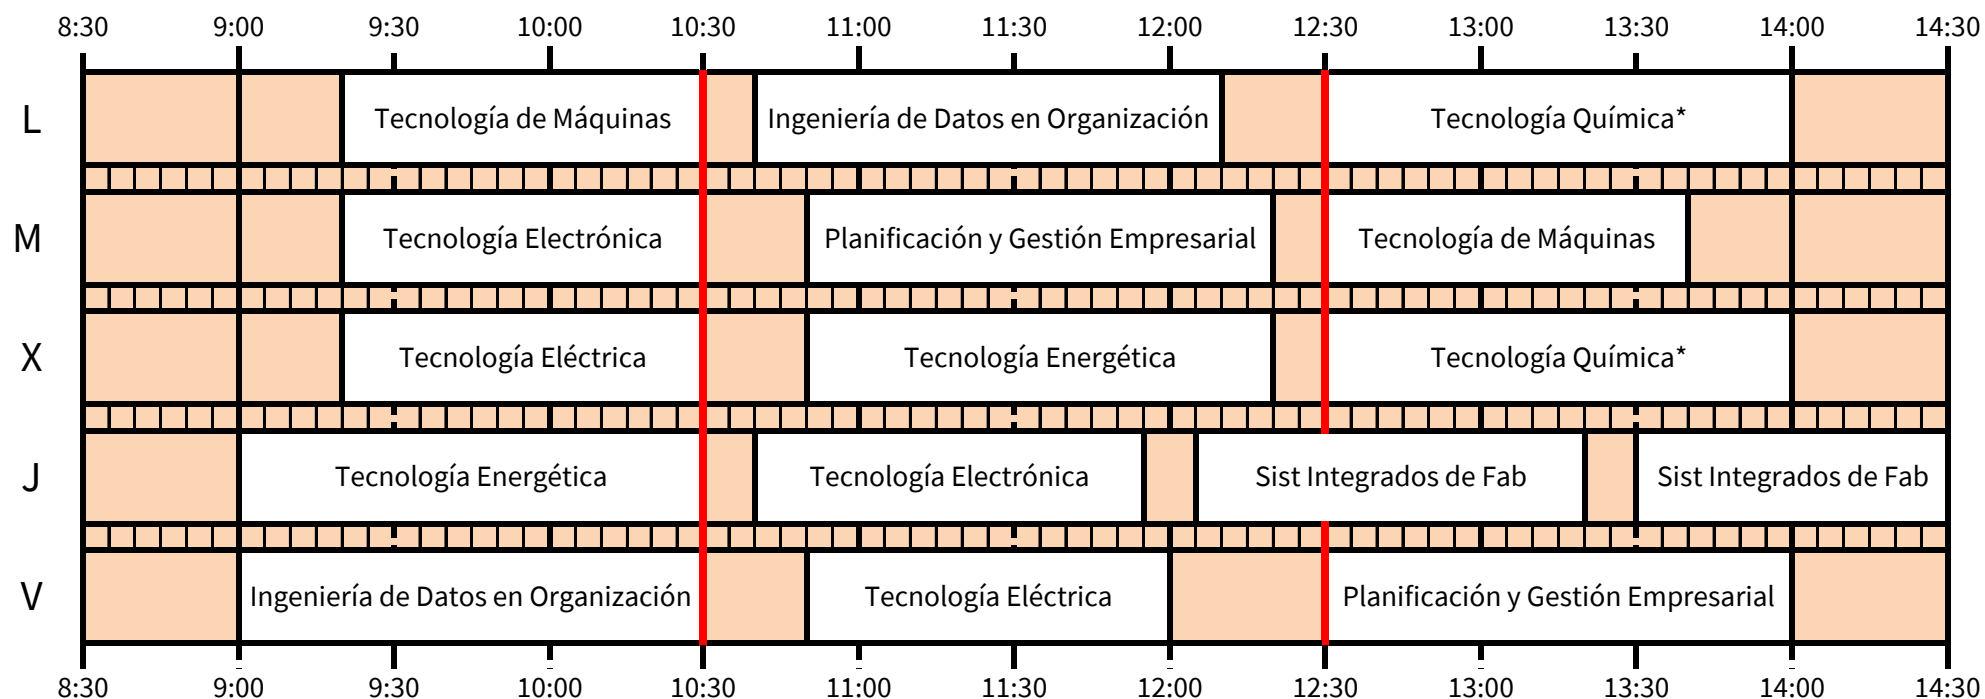 8:30 9:00 9:30 10:00 10:30 11:00 11:30 12:00 12:30 13:00 13:30 14:00 14:30
L Tecnología de Máquinas Ingeniería de Datos en Organización Tecnología Química*
M Tecnología Electrónica Planificación y Gestión Empresarial Tecnología de Máquinas
X Tecnología Eléctrica Tecnología Energética Tecnología Química*
J Tecnología Energética Tecnología Electrónica Sist Integrados de Fab Sist Integrados de Fab
V Ingeniería de Datos en Organización Tecnología Eléctrica Planificación y Gestión Empresarial
8:30 9:00 9:30 10:00 10:30 11:00 11:30 12:00 12:30 13:00 13:30 14:00 14:30